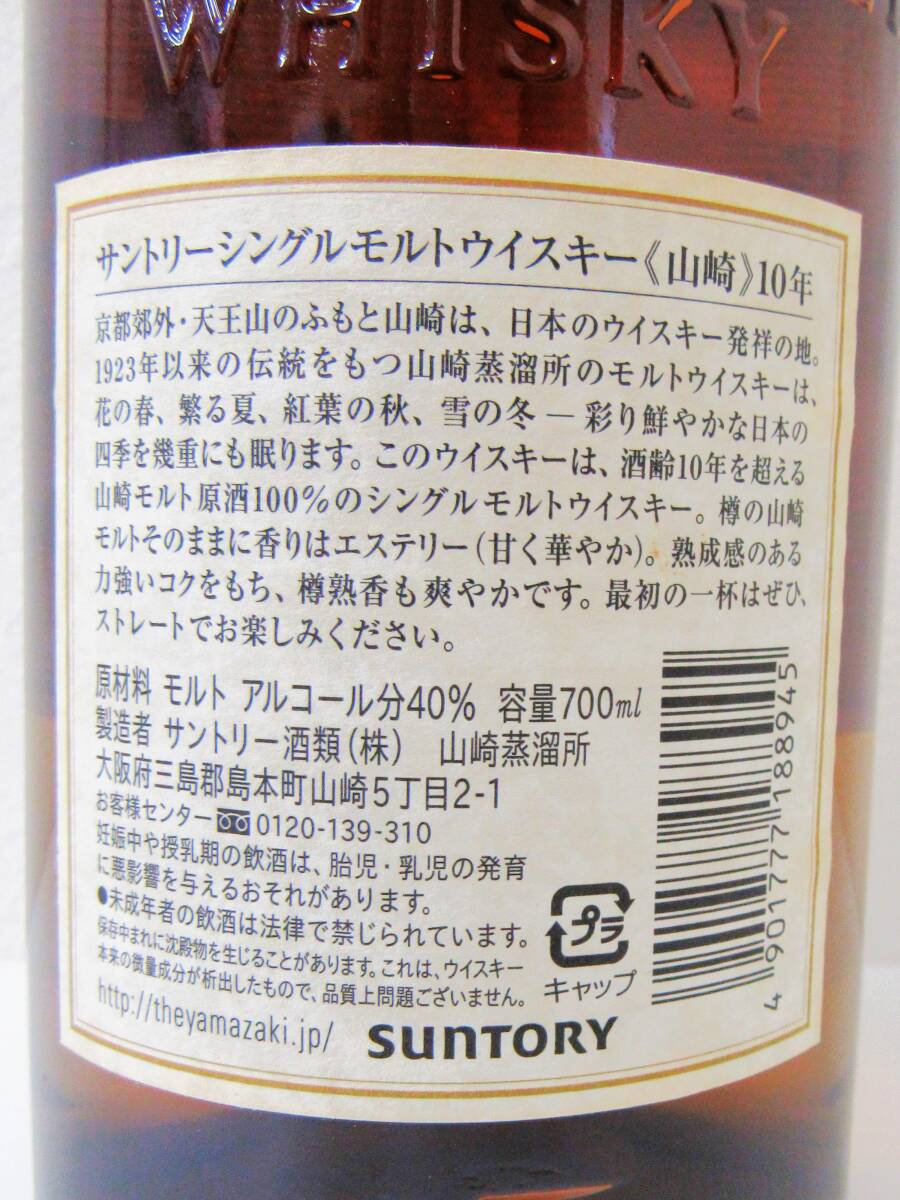 WHISKY
サントリーシングルモルトウイスキー《山崎》10年
京都郊外・天王山のふもと山崎は、日本のウイスキー発祥の地。
1923年以来の伝統をもつ山崎蒸溜所のモルトウイスキーは、
花の春、繁る夏、紅葉の秋、雪の冬 ― 彩り鮮やかな日本の
四季を幾重にも眠ります。このウイスキーは、酒齢10年を超える
山崎モルト原酒100%のシングルモルトウイスキー。樽の山崎
モルトそのままに香りはエステリー(甘く華やか)。熟成感のある
力強いコクをもち、樽熟香も爽やかです。最初の一杯はぜひ、
ストレートでお楽しみください。
原材料 モルト アルコール分40% 容量700ml
製造者 サントリー酒類(株) 山崎蒸溜所
大阪府三島郡島本町山崎5丁目2-1
お客様センター 0120-139-310
妊娠中や授乳期の飲酒は、胎児・乳児の発育
に悪影響を与えるおそれがあります。
●未成年者の飲酒は法律で禁じられています。
保存中まれに沈殿物を生じることがあります。これは、ウイスキー
本来の微量成分が析出したもので、品質上問題ございません。
http://theyamazaki.jp/
SUNTORY
プラ
キャップ
4901777188945